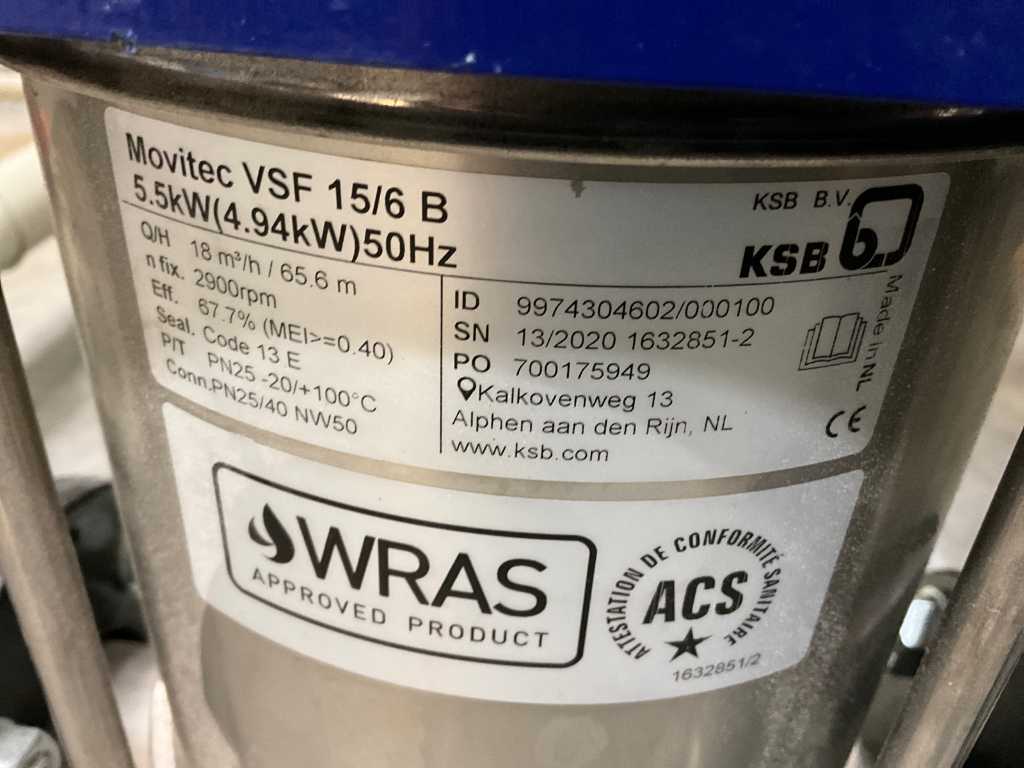 Movitec VSF 15/6 B
5.5kW(4.94kW)50Hz
Q/H 18 m³/h / 65.6 m
n fix. 2900rpm
Eff. 67.7% (MEI>=0.40)
Seal. Code 13 E
P/T PN25 -20/+100°C
Conn.PN25/40 NW50
KSB B.V.
KSB
ID 9974304602/000100
SN 13/2020 1632851-2
PO 700175949
Kalkovenweg 13
Alphen aan den Rijn, NL
www.ksb.com
Made in NL
CE
WRAS
APPROVED PRODUCT
ATTESTATION DE CONFORMITÉ SANITAIRE
ACS
1632851/2